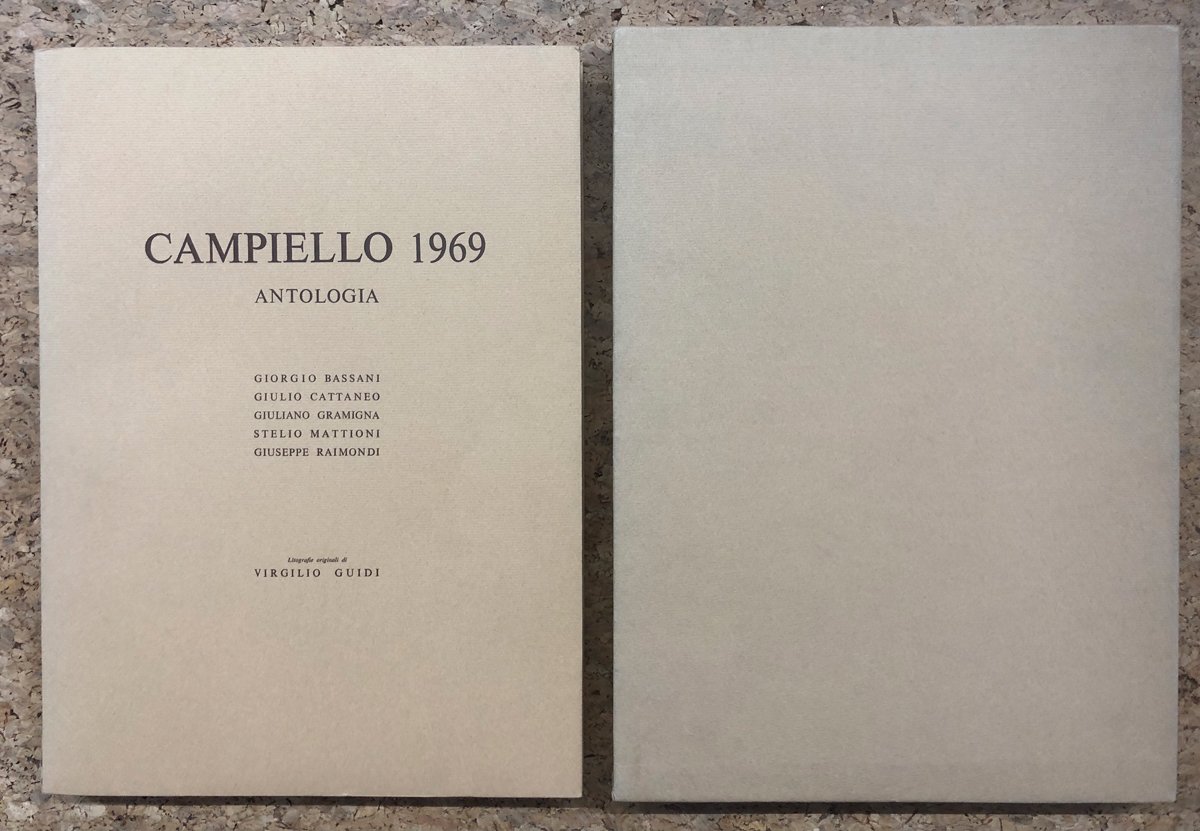 CAMPIELLO 1969
ANTOLOGIA
GIORGIO BASSANI
GIULIO CATTANEO
GIULIANO GRAMIGNA
STELIO MATTIONI
GIUSEPPE RAIMONDI
Litografie originali di
VIRGILIO GUIDI